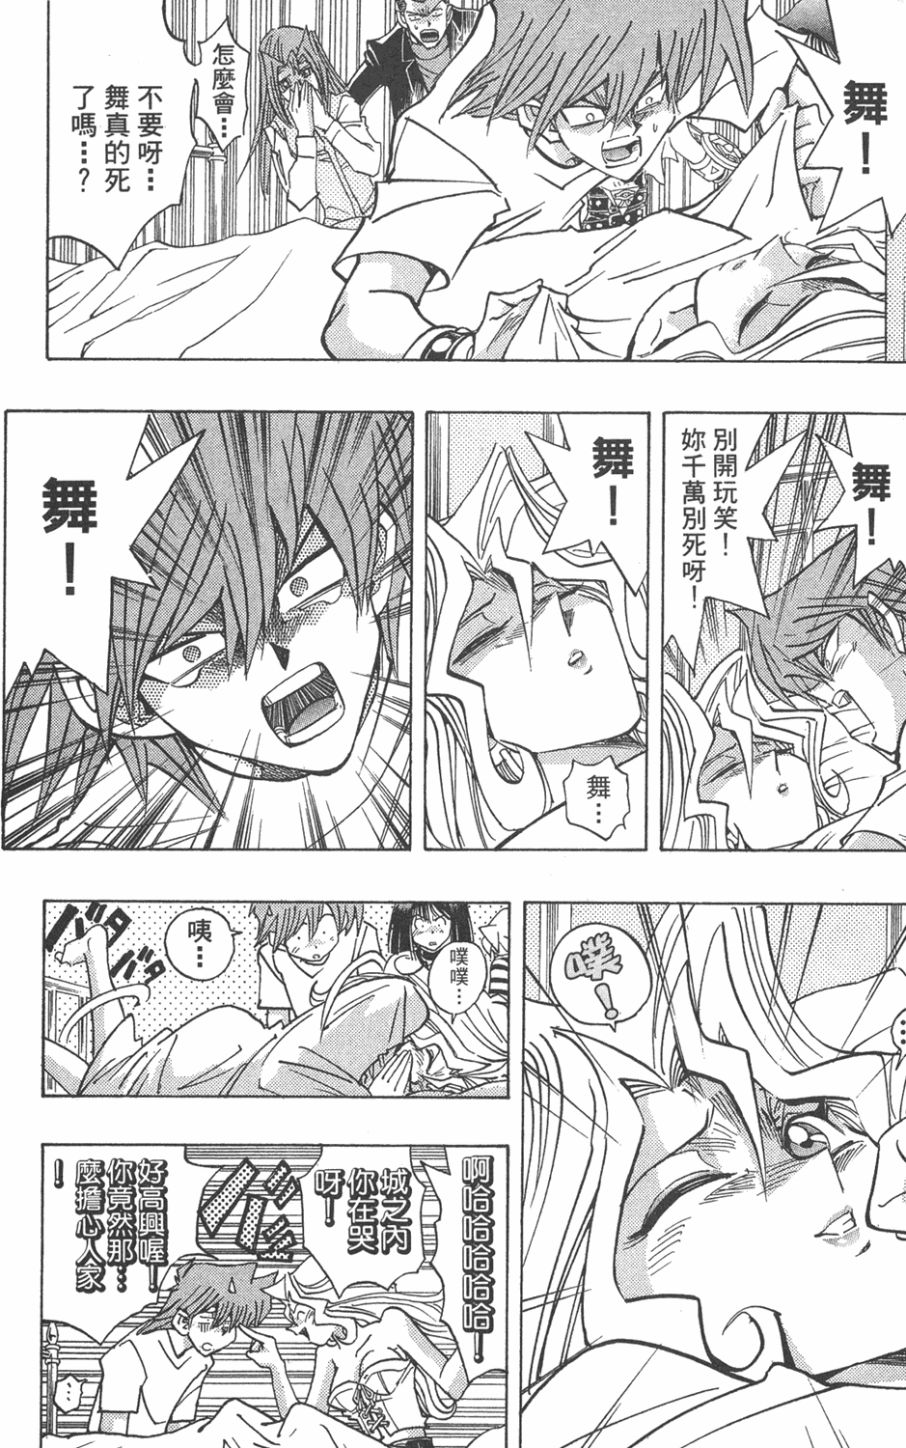 舞！
怎麼會…
不要呀…
舞真的死
了嗎…？
舞！
別開玩笑！
妳千萬別死呀！
舞！
舞…
舞！
噗！
…
噗噗…
咦…
バタ
バタ
啊哈哈哈哈哈！
城之內
你在哭
呀！
好高興喔！
你竟然那…
麼擔心人家
！
…